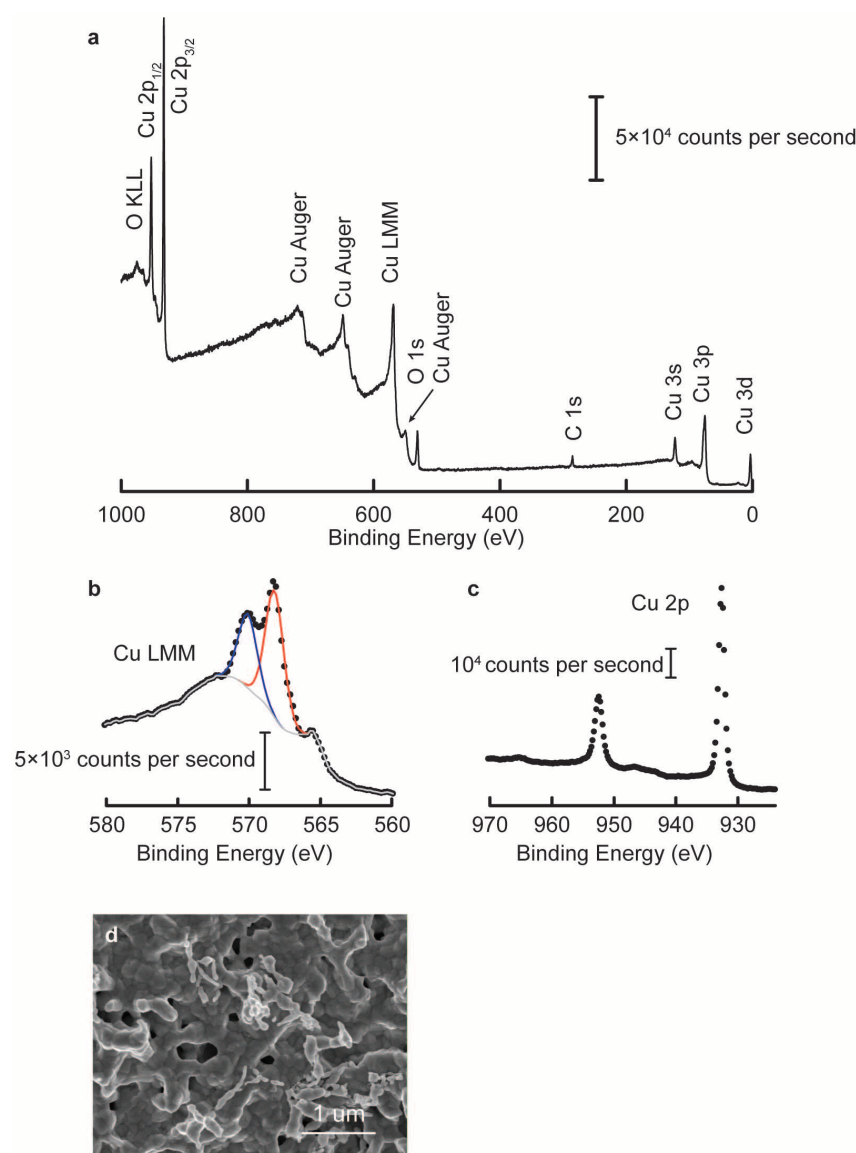 a
O KLL
Cu 2p1/2
Cu 2p3/2
5×10⁴ counts per second
Cu Auger
Cu Auger
Cu LMM
O 1s
Cu Auger
C 1s
Cu 3s
Cu 3p
Cu 3d
1000 800 600 400 200 0
Binding Energy (eV)
b
Cu LMM
5×10³ counts per second
580 575 570 565 560
Binding Energy (eV)
c
Cu 2p
10⁴ counts per second
970 960 950 940 930
Binding Energy (eV)
d
1 um